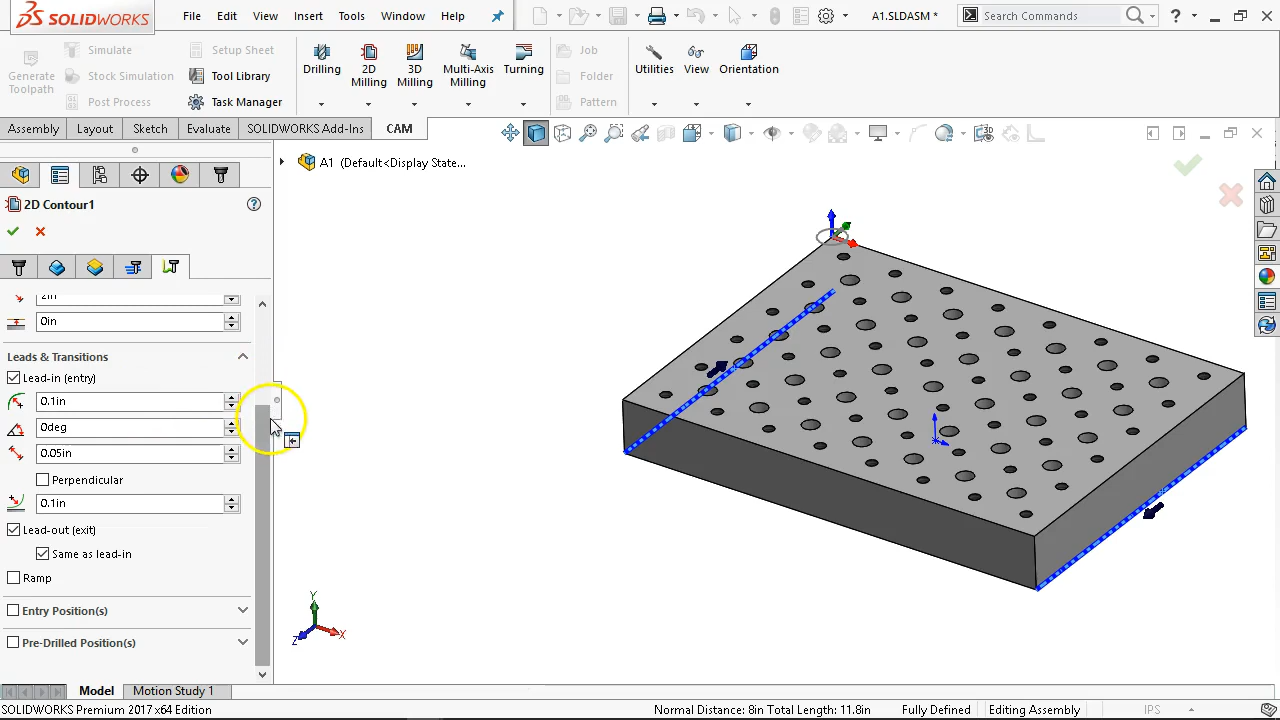 SOLIDWORKS File Edit View Insert Tools Window Help A1.SLDASM * Search Commands
Generate Toolpath
Simulate
Stock Simulation
Post Process
Setup Sheet
Tool Library
Task Manager
Drilling
2D Milling
3D Milling
Multi-Axis Milling
Turning
Job
Folder
Pattern
Utilities
View
Orientation
Assembly Layout Sketch Evaluate SOLIDWORKS Add-Ins CAM
A1 (Default<Display State...
2D Contour1
2in
0in
Leads & Transitions
Lead-in (entry)
0.1in
0deg
0.05in
Perpendicular
0.1in
Lead-out (exit)
Same as lead-in
Ramp
Entry Position(s)
Pre-Drilled Position(s)
Y
Z X
Model Motion Study 1
SOLIDWORKS Premium 2017 x64 Edition Normal Distance: 8in Total Length: 11.8in Fully Defined Editing Assembly IPS